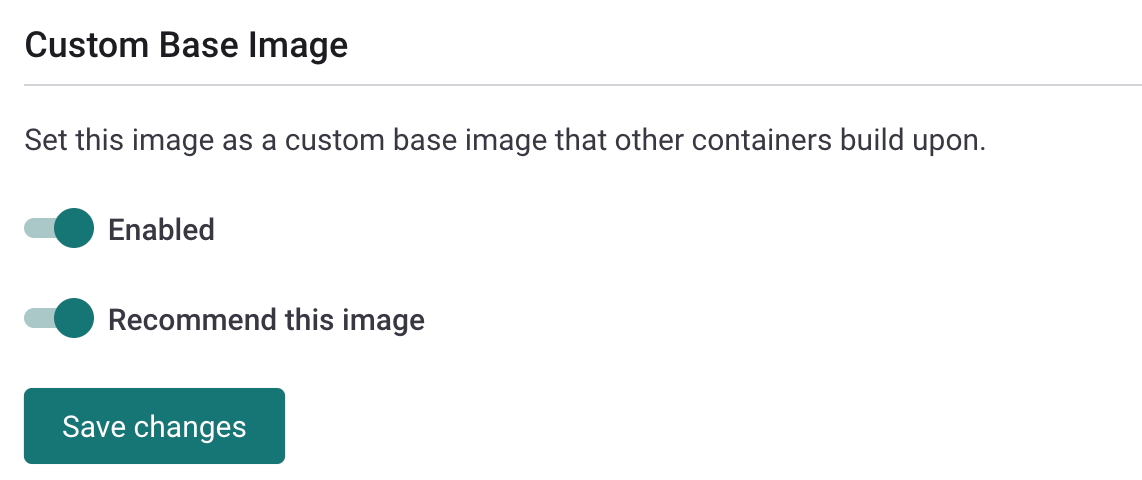 Custom Base Image
Set this image as a custom base image that other containers build upon.
Enabled
Recommend this image
Save changes